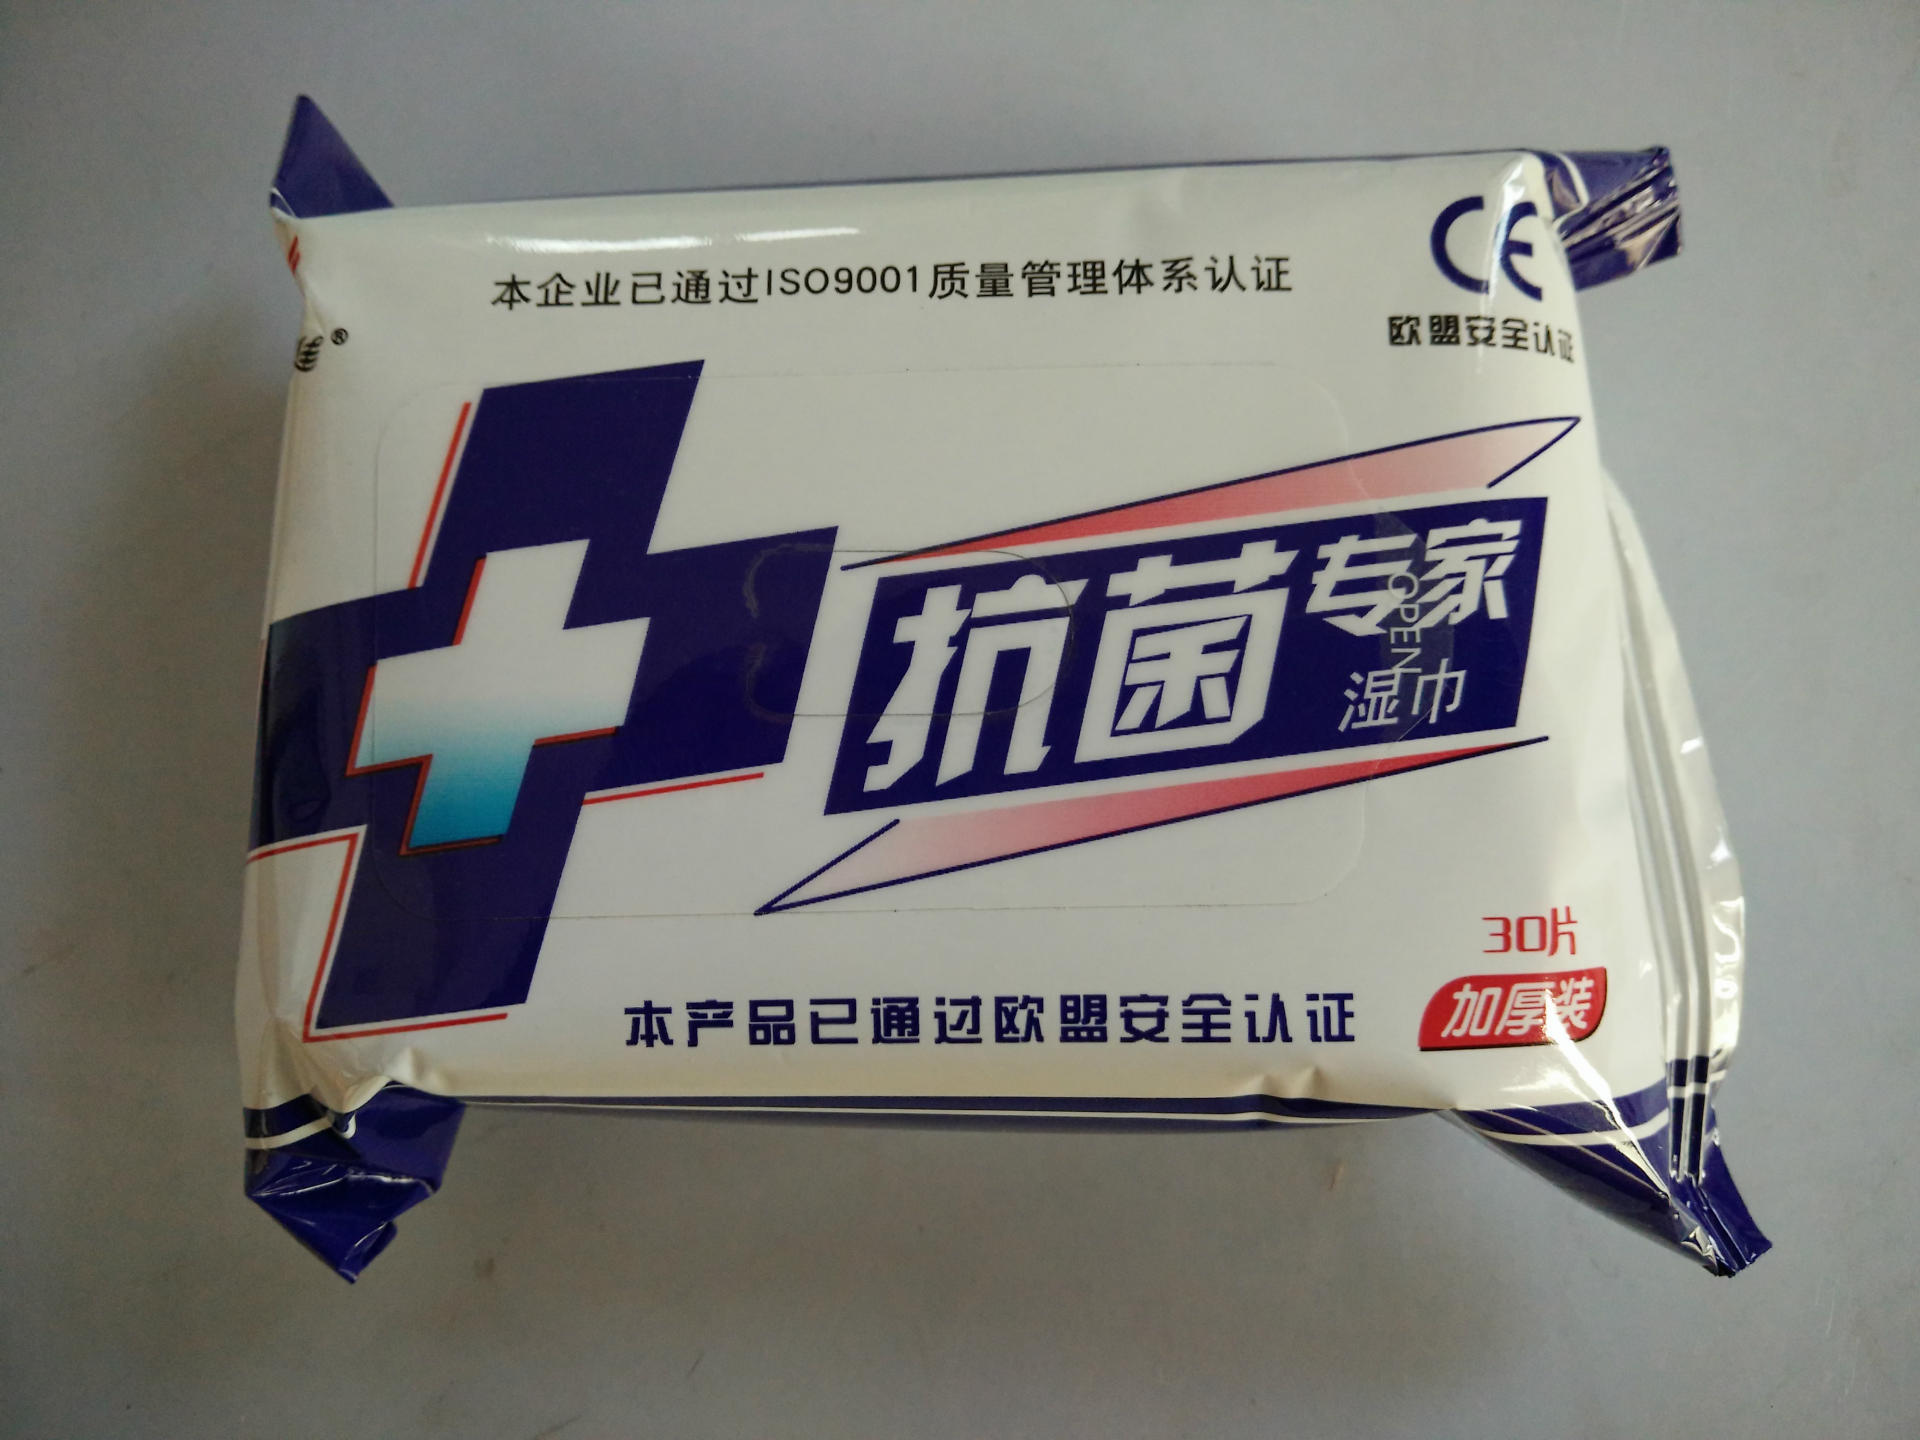 本企业已通过ISO9001质量管理体系认证
CE
欧盟安全认证
®
抗菌专家
OPEN
湿巾
30片
加厚装
本产品已通过欧盟安全认证